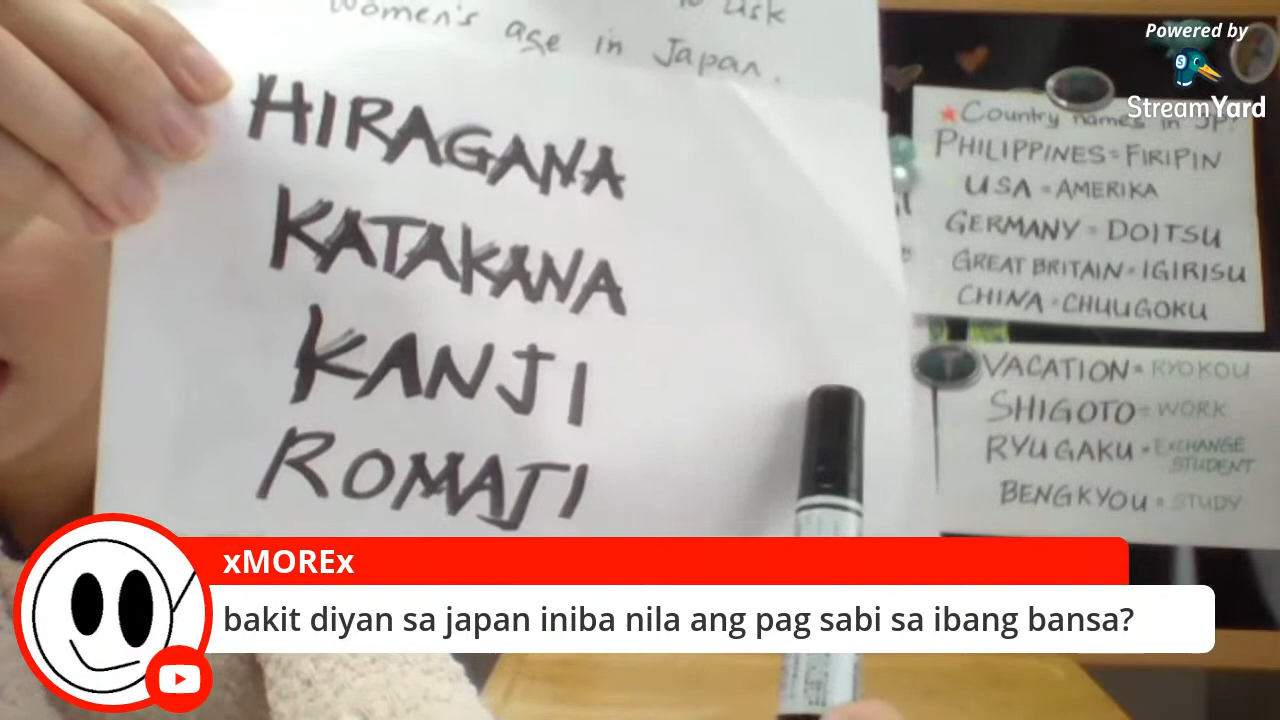 women's age in Japan.
HIRAGANA
KATAKANA
KANJI
ROMAJI
Powered by
StreamYard
Country names in JP:
PHILIPPINES = FIRIPIN
USA = AMERIKA
GERMANY = DOITSU
GREAT BRITAIN = IGIRISU
CHINA = CHUUGOKU
VACATION = RYOKOU
SHIGOTO = WORK
RYUGAKU = EXCHANGE
STUDENT
BENGKYOU = STUDY
xMOREx
bakit diyan sa japan iniba nila ang pag sabi sa ibang bansa?